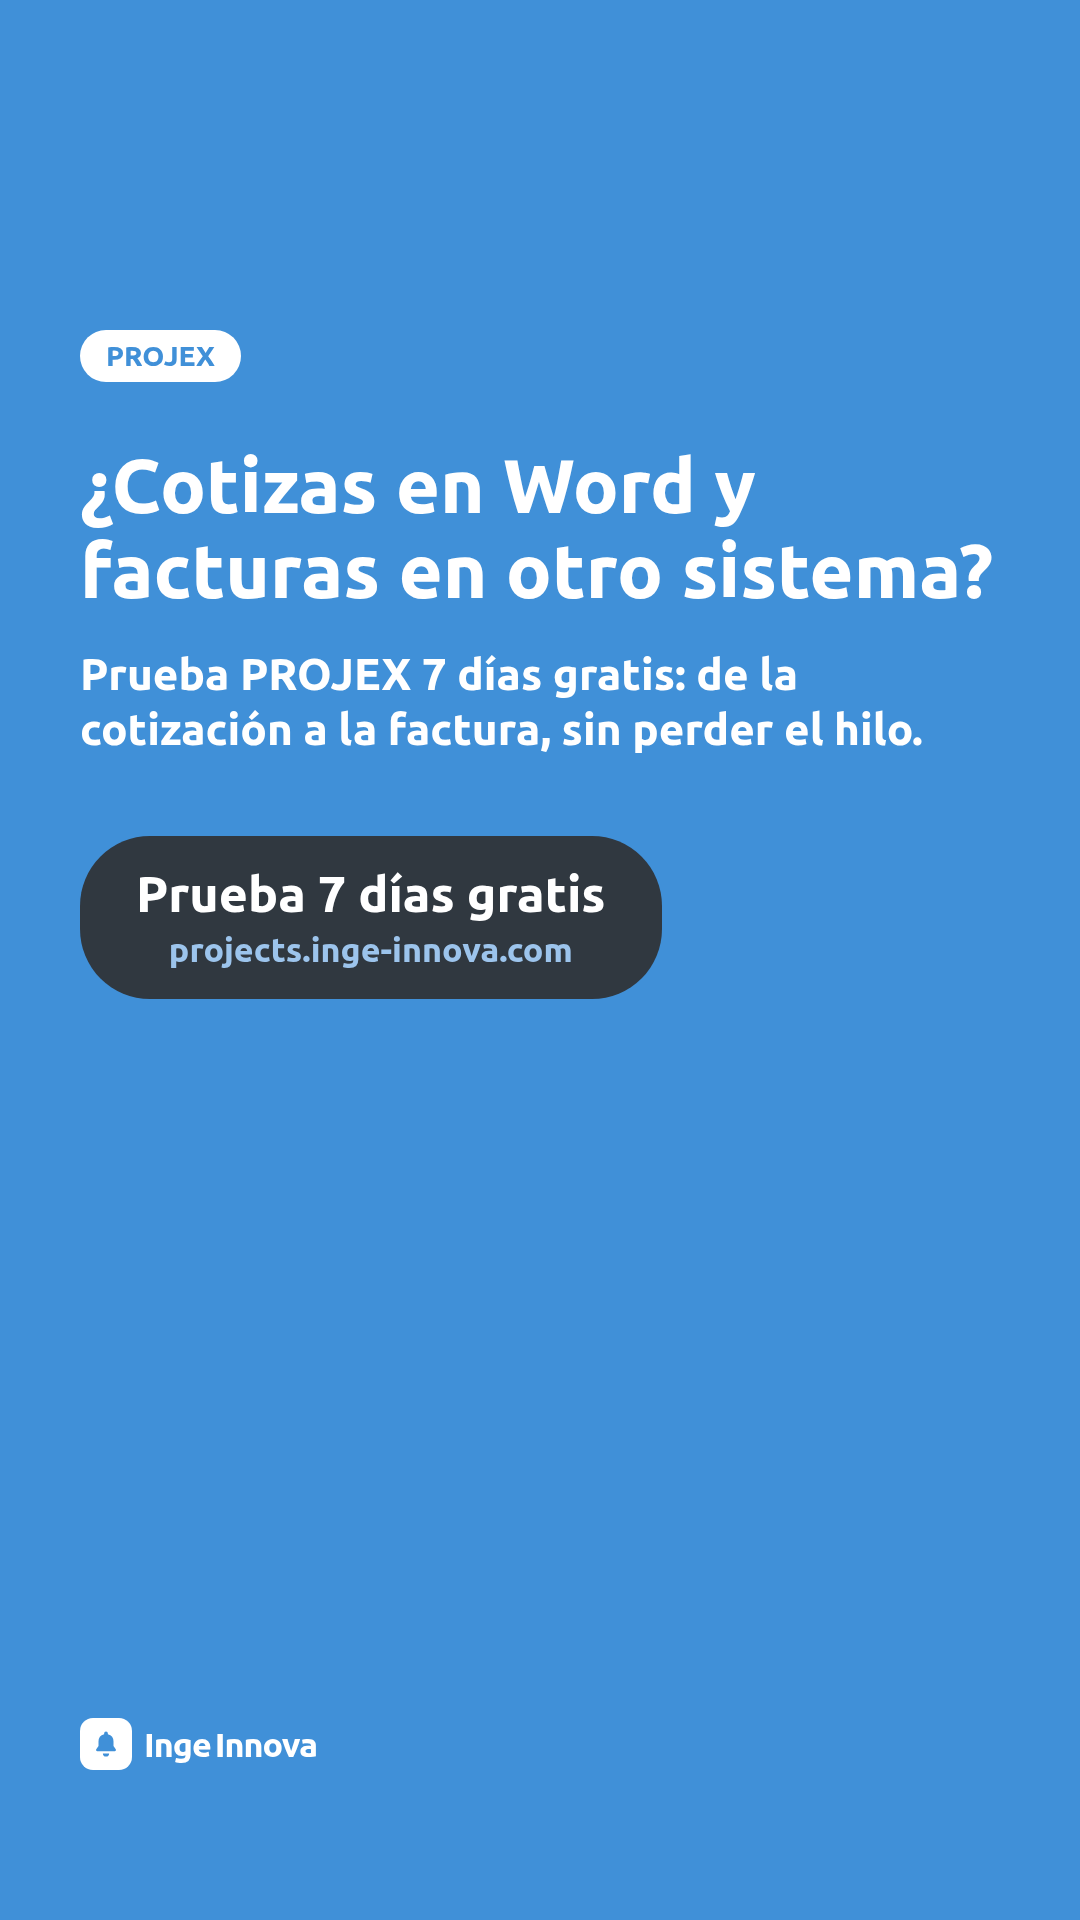 PROJEX
¿Cotizas en Word y
facturas en otro sistema?
Prueba PROJEX 7 días gratis: de la
cotización a la factura, sin perder el hilo.
Prueba 7 días gratis
projects.inge-innova.com
Inge Innova